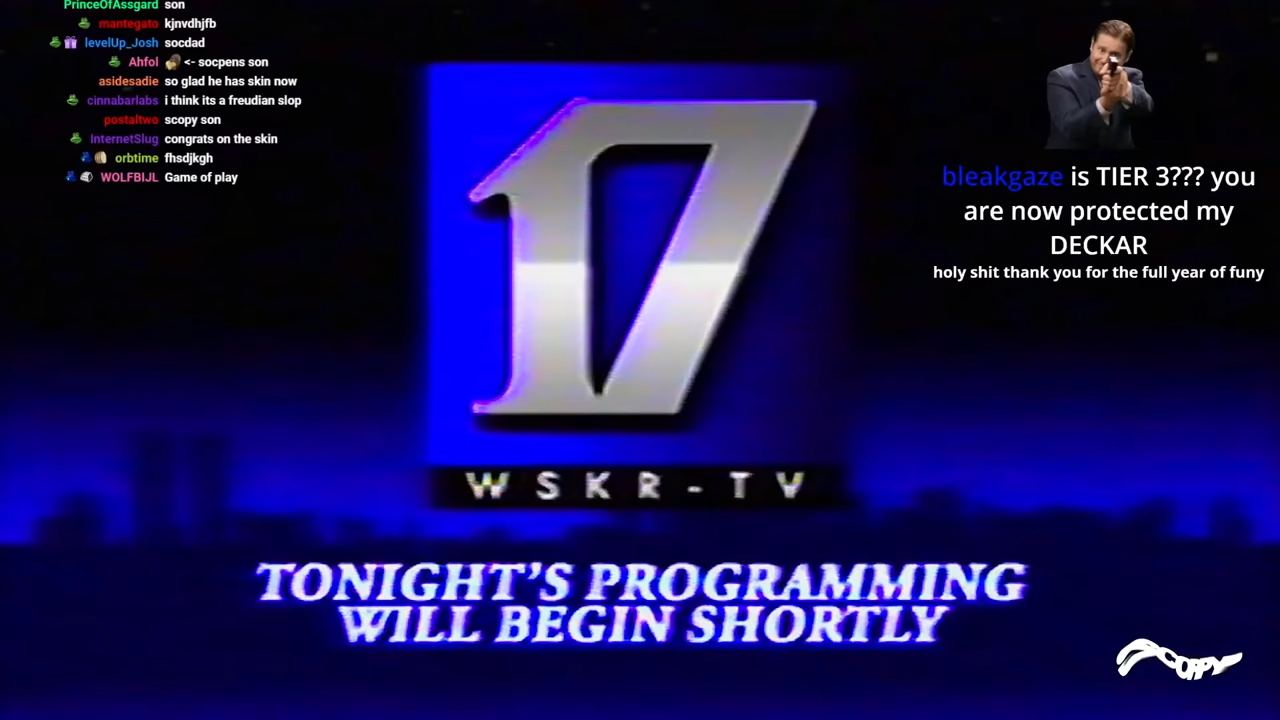 PrinceOfAssgard son
mantegato kjnvdhjfb
levelUp_Josh socdad
Ahfol <- socpens son
asidesadie so glad he has skin now
cinnabarlabs i think its a freudian slop
postaltwo scopy son
InternetSlug congrats on the skin
orbtime fhsdjkgh
WOLFBIJL Game of play
bleakgaze is TIER 3??? you
are now protected my
DECKAR
holy shit thank you for the full year of funy
17
WSKR-TV
TONIGHT'S PROGRAMMING
WILL BEGIN SHORTLY